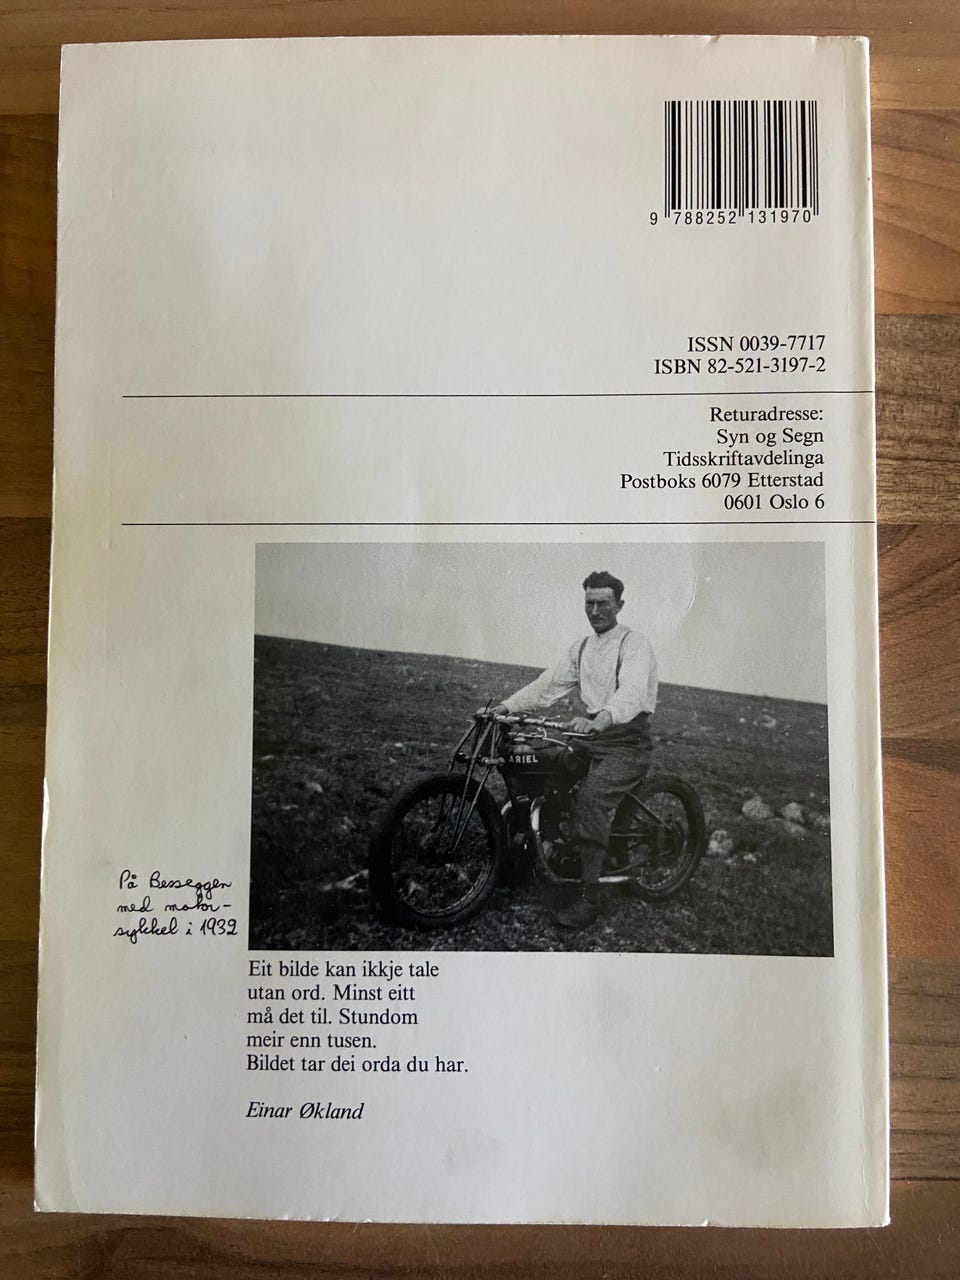 9 788252 131970
ISSN 0039-7717
ISBN 82-521-3197-2
Returadresse:
Syn og Segn
Tidsskriftavdelinga
Postboks 6079 Etterstad
0601 Oslo 6
ARIEL
På Besseggen
med motor-
sykkel i 1932
Eit bilde kan ikkje tale
utan ord. Minst eitt
må det til. Stundom
meir enn tusen.
Bildet tar dei orda du har.
Einar Økland